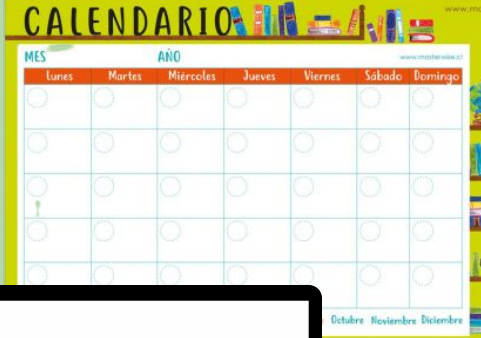 CALENDARIO
MES AÑO www.masterwise.cl
Lunes Martes Miércoles Jueves Viernes Sábado Domingo
Octubre Noviembre Diciembre